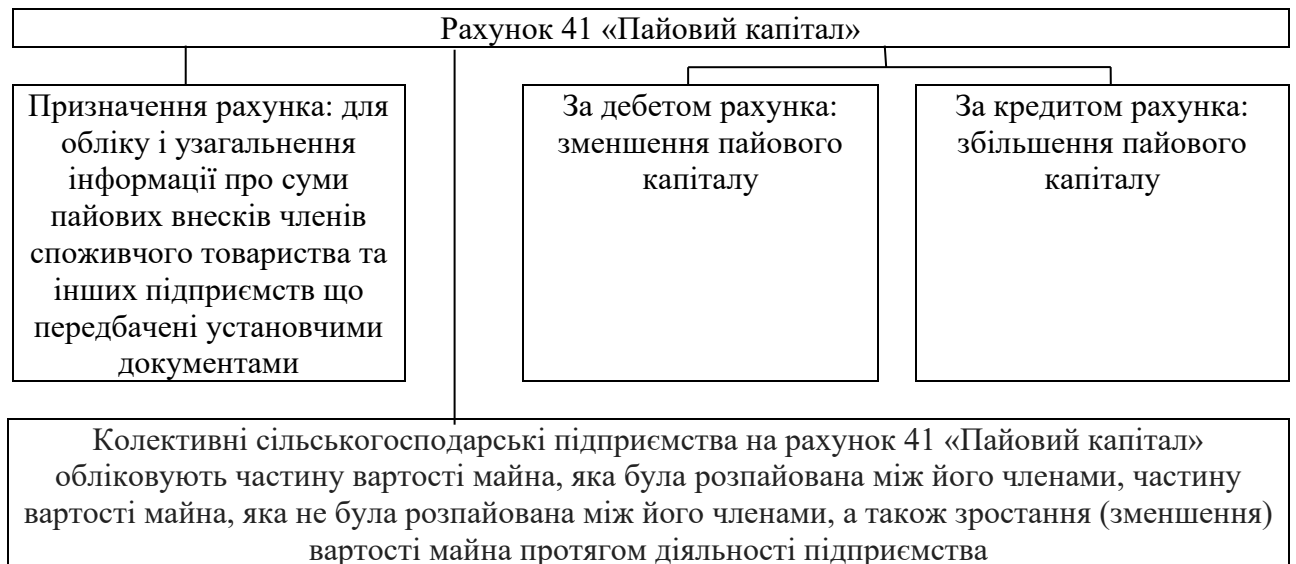 Рахунок 41 «Пайовий капітал»
Призначення рахунка: для
обліку і узагальнення
інформації про суми
пайових внесків членів
споживчого товариства та
інших підприємств що
передбачені установчими
документами
За дебетом рахунка:
зменшення пайового
капіталу
За кредитом рахунка:
збільшення пайового
капіталу
Колективні сільськогосподарські підприємства на рахунок 41 «Пайовий капітал»
обліковують частину вартості майна, яка була розпайована між його членами, частину
вартості майна, яка не була розпайована між його членами, а також зростання (зменшення)
вартості майна протягом діяльності підприємства